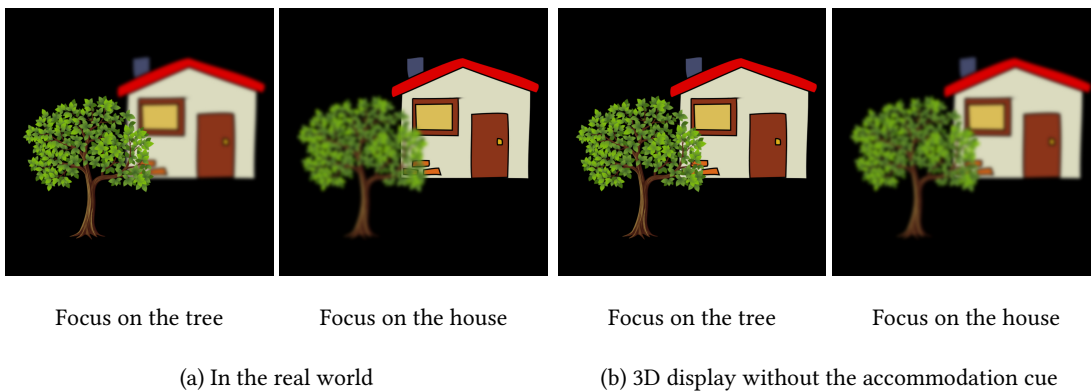 Focus on the tree
Focus on the house
Focus on the tree
Focus on the house
(a) In the real world
(b) 3D display without the accommodation cue